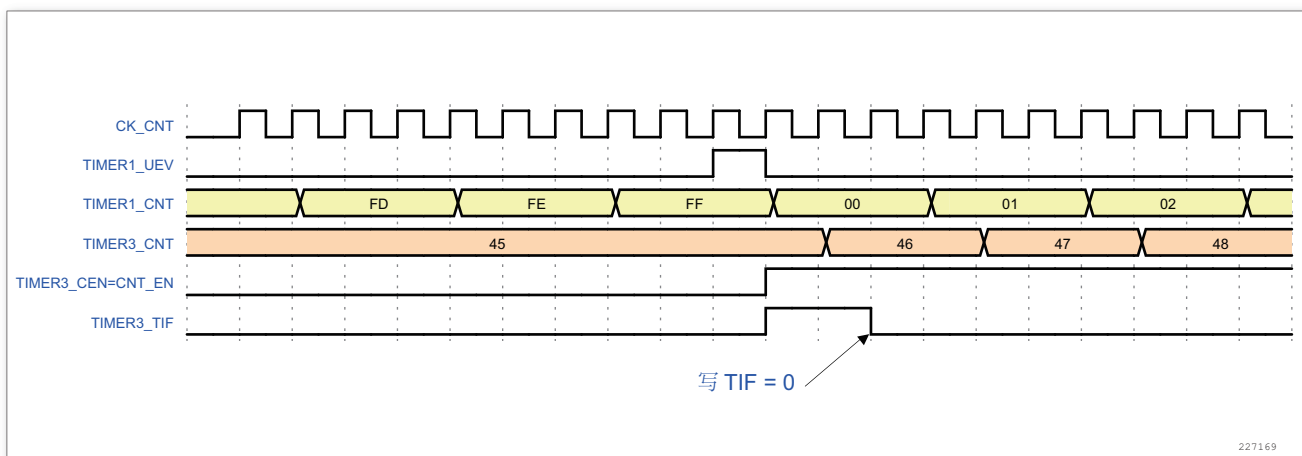 CK_CNT
TIMER1_UEV
TIMER1_CNT FD FE FF 00 01 02
TIMER3_CNT 45 46 47 48
TIMER3_CEN=CNT_EN
TIMER3_TIF
写 TIF = 0
227169